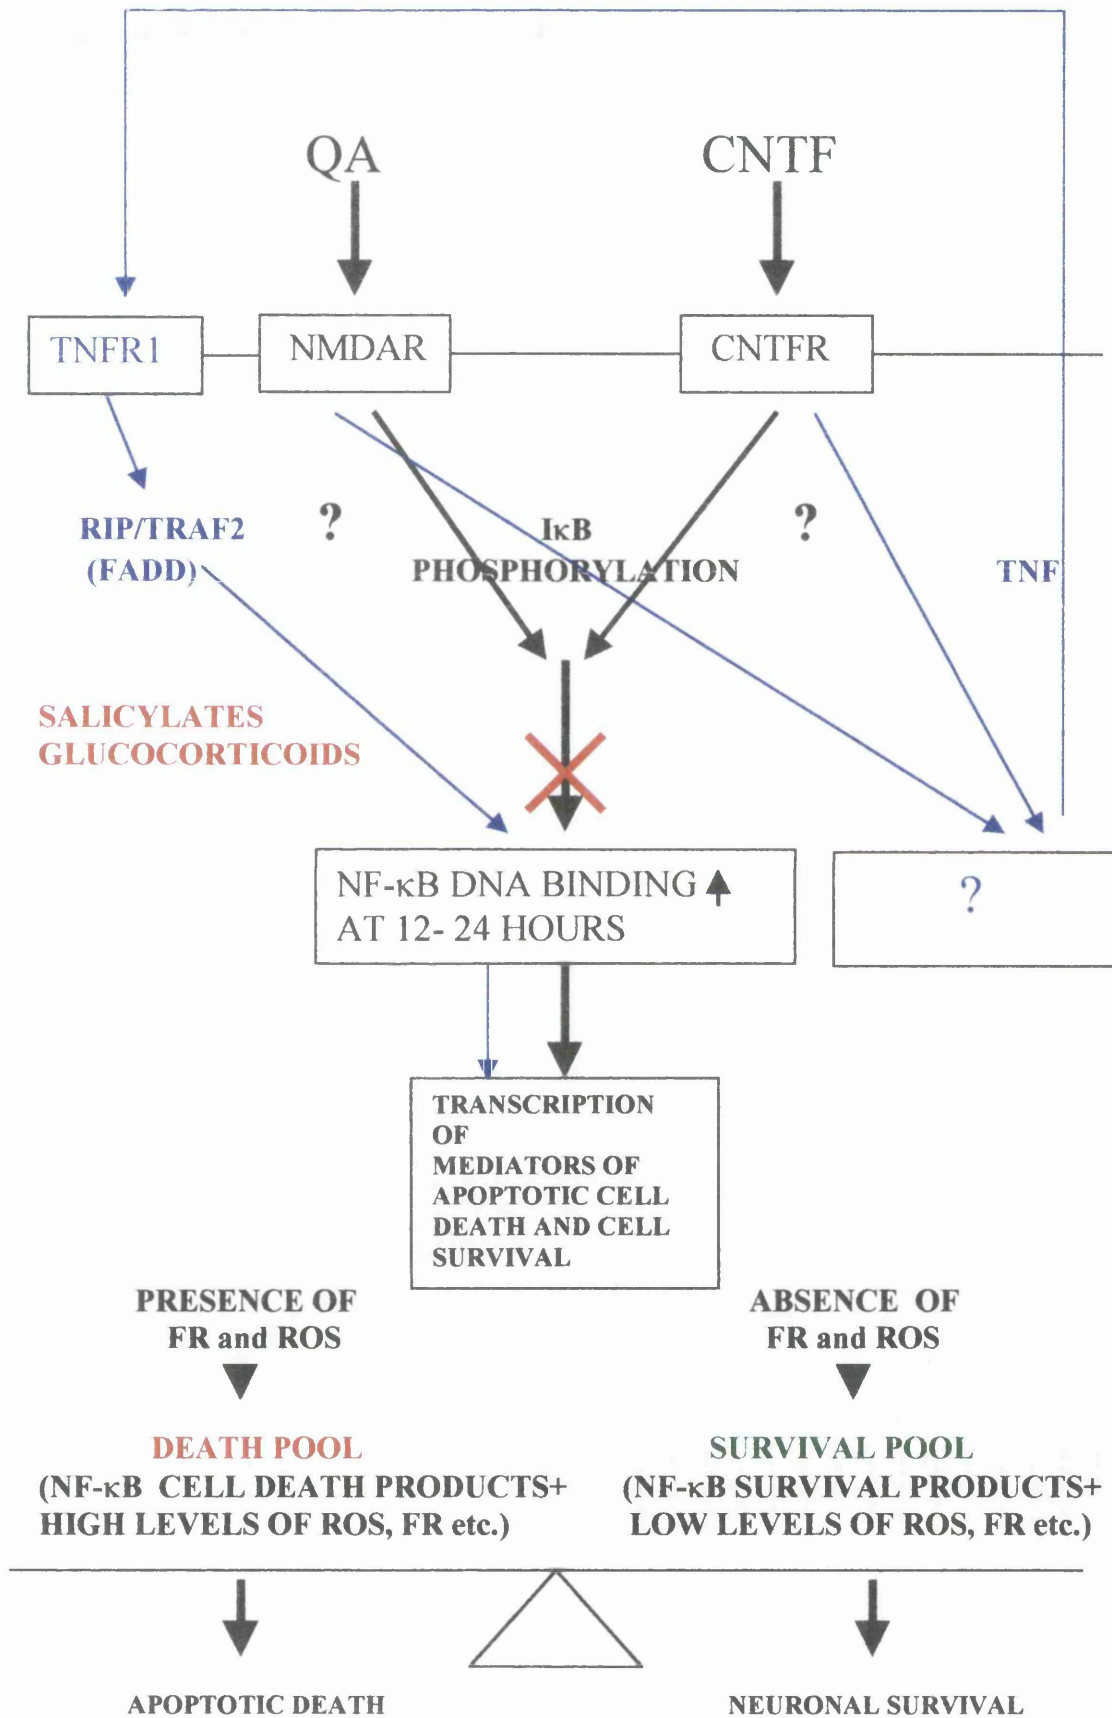 QA
CNTF
TNFR1
NMDAR
CNTFR
RIP/TRAF2
(FADD)
?
IκB
PHOSPHORYLATION
?
TNF
SALICYLATES
GLUCOCORTICOIDS
NF-κB DNA BINDING
AT 12- 24 HOURS
?
TRANSCRIPTION
OF
MEDIATORS OF
APOPTOTIC CELL
DEATH AND CELL
SURVIVAL
PRESENCE OF
FR and ROS
ABSENCE OF
FR and ROS
DEATH POOL
(NF-κB CELL DEATH PRODUCTS+
HIGH LEVELS OF ROS, FR etc.)
SURVIVAL POOL
(NF-κB SURVIVAL PRODUCTS+
LOW LEVELS OF ROS, FR etc.)
APOPTOTIC DEATH
NEURONAL SURVIVAL